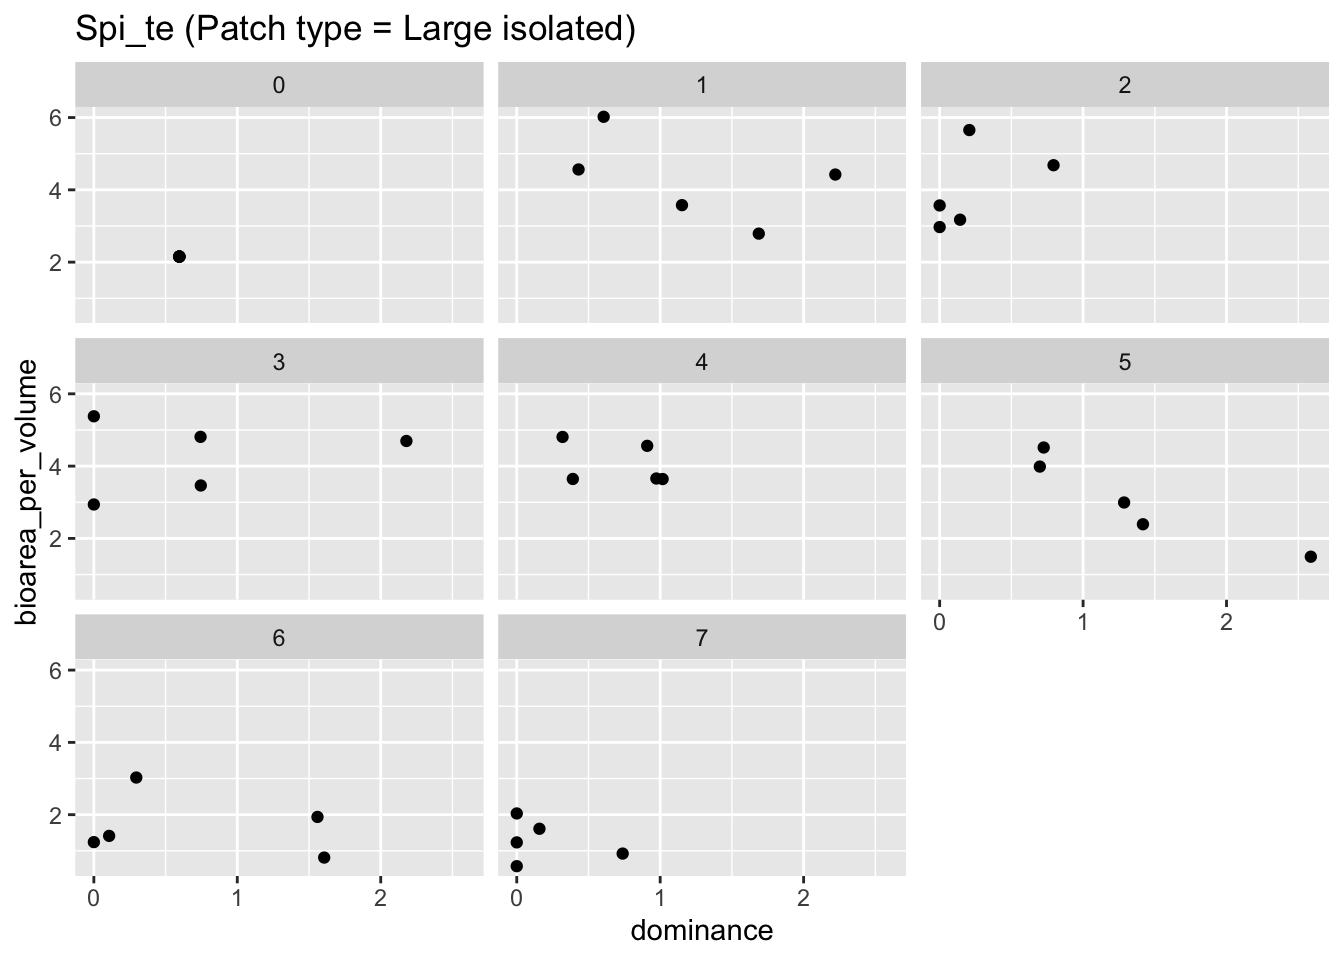 Spi_te (Patch type = Large isolated)
0 1 2
6
4
2
3 4 5
6
4
2
0 1 2
6 7
6
4
2
0 1 2 0 1 2
bioarea_per_volume
dominance